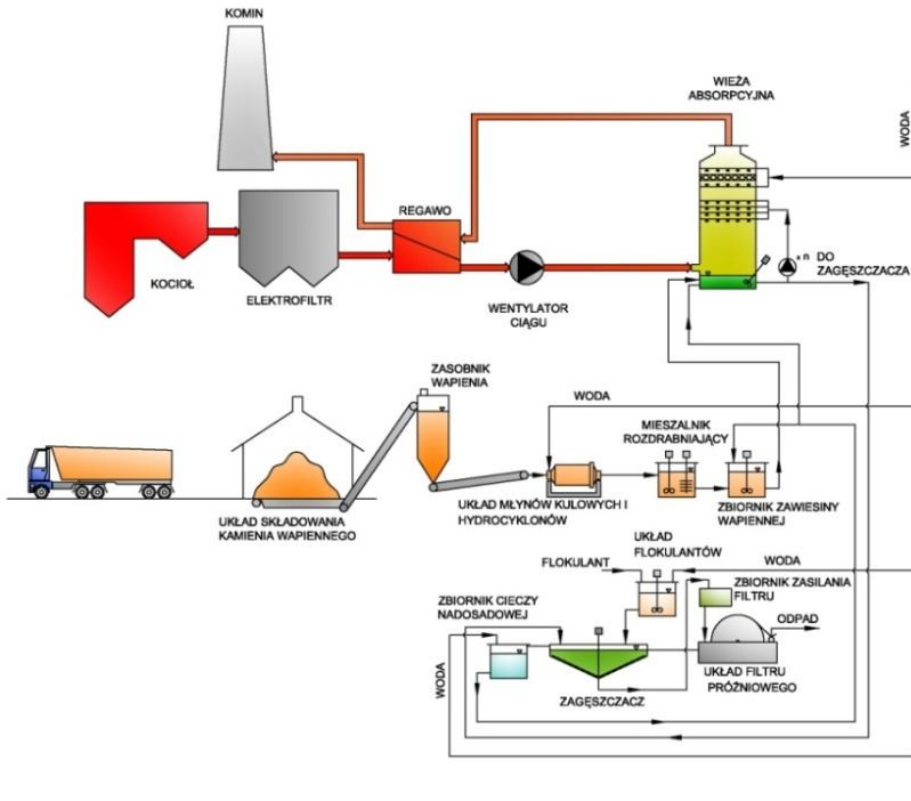 KOMIN
WIEŻA
ABSORPCYJNA
WODA
REGAWO
KOCIOŁ
ELEKTROFILTR
WENTYLATOR
CIĄGU
x n DO
ZAGĘSZCZACZA
ZASOBNIK
WAPIENIA
WODA
MIESZALNIK
ROZDRABNIAJĄCY
UKŁAD SKŁADOWANIA
KAMIENIA WAPIENNEGO
UKŁAD MŁYNÓW KULOWYCH I
HYDROCYKLONÓW
ZBIORNIK ZAWIESINY
WAPIENNEJ
UKŁAD
FLOKULANTÓW
FLOKULANT
WODA
ZBIORNIK ZASILANIA
FILTRU
ZBIORNIK CIECZY
NADOSADOWEJ
ODPAD
UKŁAD FILTRU
PRÓŻNIOWEGO
WODA
ZAGĘSZCZACZ